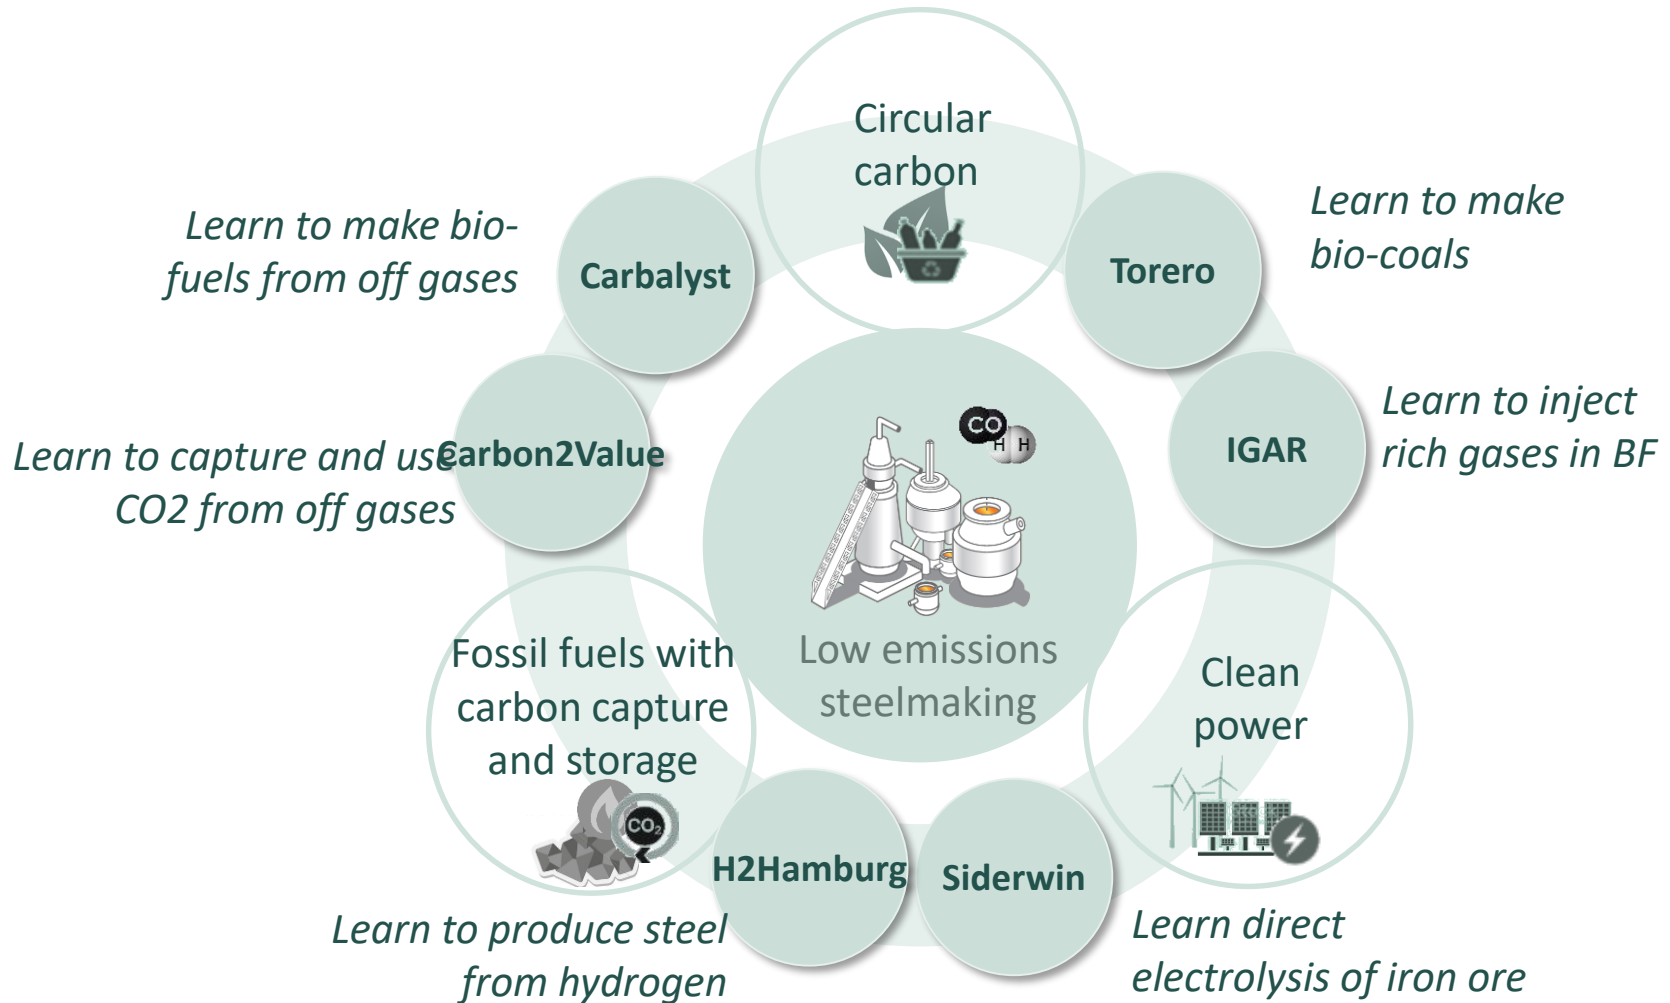 Circular
carbon
Learn to make bio-
fuels from off gases
Carbalyst
Torero
Learn to make
bio-coals
Learn to capture and use
CO2 from off gases
Carbon2Value
CO
H H
IGAR
Learn to inject
rich gases in BF
Fossil fuels with
carbon capture
and storage
CO2
Low emissions
steelmaking
Clean
power
H2Hamburg
Siderwin
Learn to produce steel
from hydrogen
Learn direct
electrolysis of iron ore